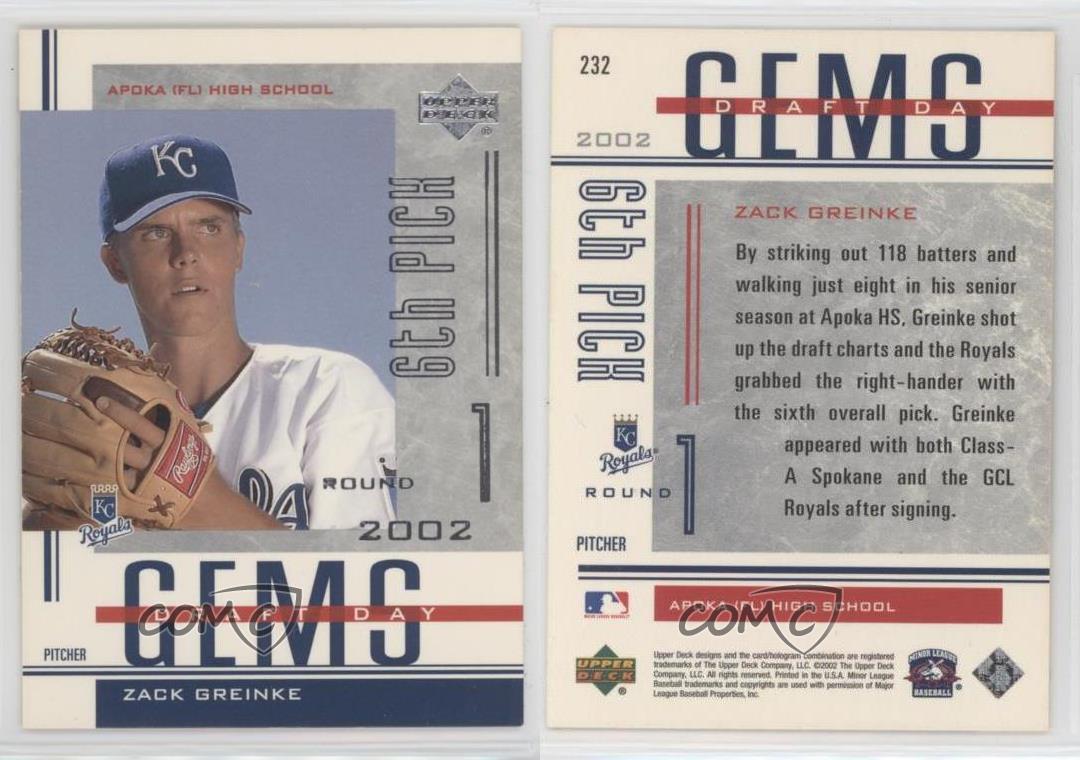 APOKA (FL) HIGH SCHOOL
UPPER
DECK
®
KC
6th PICK
Rawlings
ROUND 1
2002
KC
Royals
GEMS
DRAFT DAY
COMC
PITCHER
ZACK GREINKE
232
GEMS
DRAFT DAY
2002
6th PICK
ZACK GREINKE
By striking out 118 batters and
walking just eight in his senior
season at Apoka HS, Greinke shot
up the draft charts and the Royals
grabbed the right-hander with
the sixth overall pick. Greinke
appeared with both Class-
A Spokane and the GCL
Royals after signing.
KC
Royals
ROUND 1
PITCHER
APOKA (FL) HIGH SCHOOL
COMC
UPPER
DECK
®
Upper Deck designs and the card/hologram combination are registered
trademarks of The Upper Deck Company, LLC. ©2002 The Upper Deck
Company, LLC. All rights reserved. Printed in the U.S.A. Minor League
Baseball trademarks and copyrights are used with permission of Major
League Baseball Properties, Inc.
MINOR LEAGUE
BASEBALL
®